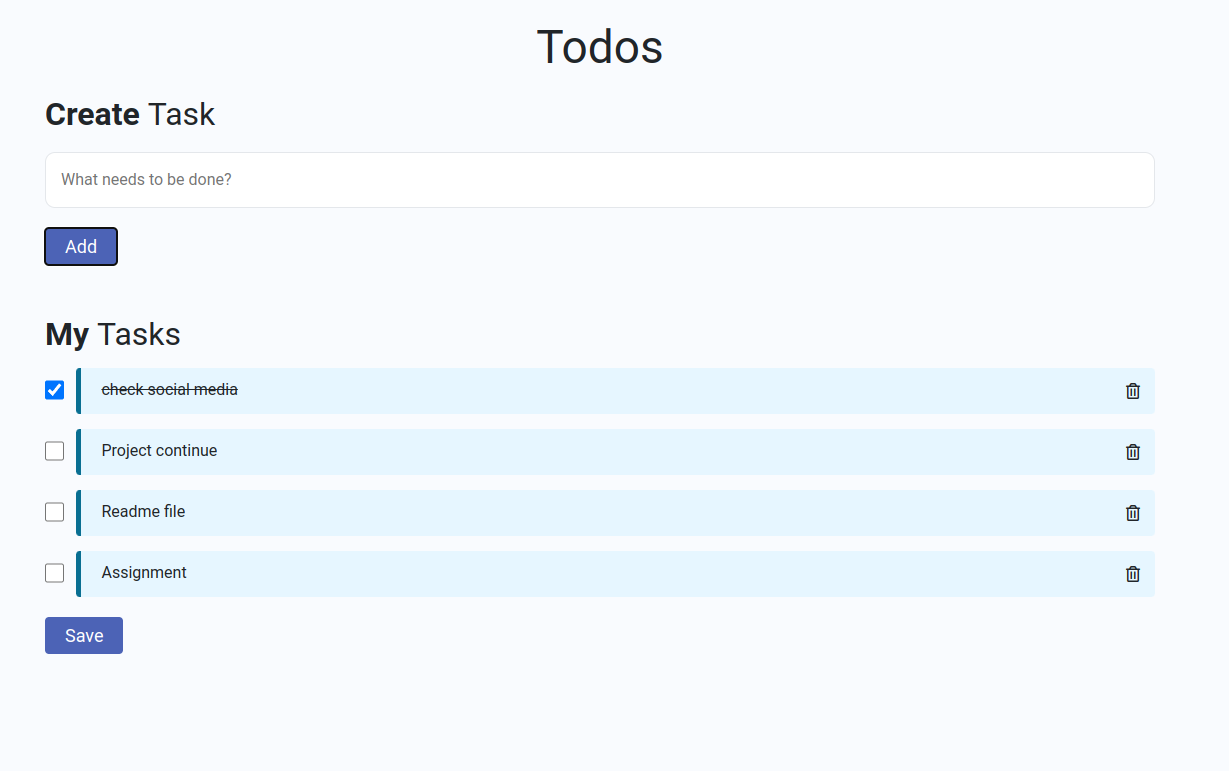 Todos
Create Task
What needs to be done?
Add
My Tasks
check social media
Project continue
Readme file
Assignment
Save